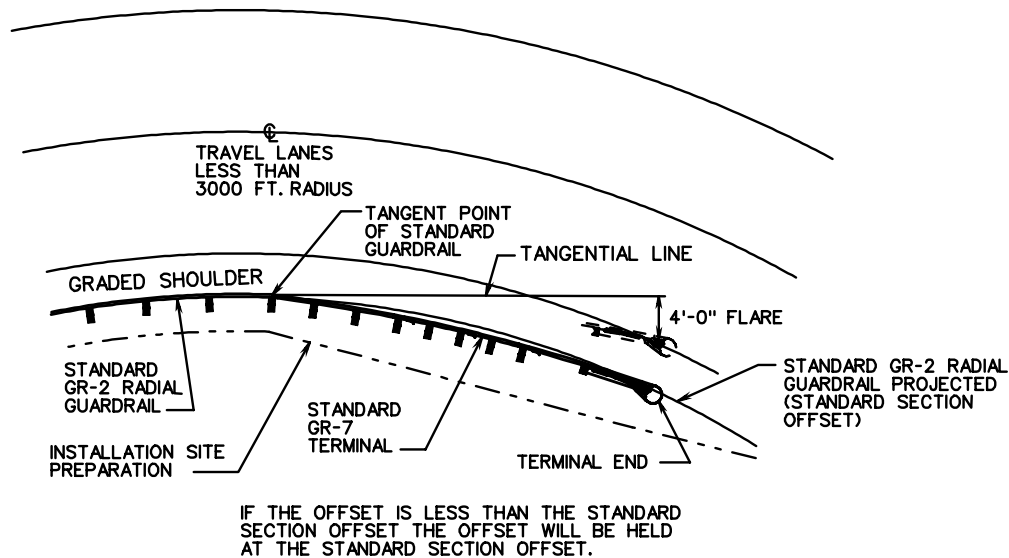 ℄
TRAVEL LANES
LESS THAN
3000 FT. RADIUS
TANGENT POINT
OF STANDARD
GUARDRAIL
TANGENTIAL LINE
GRADED SHOULDER
4'-0" FLARE
STANDARD
GR-2 RADIAL
GUARDRAIL
STANDARD GR-2 RADIAL
GUARDRAIL PROJECTED
(STANDARD SECTION
OFFSET)
STANDARD
GR-7
TERMINAL
INSTALLATION SITE
PREPARATION
TERMINAL END
IF THE OFFSET IS LESS THAN THE STANDARD
SECTION OFFSET THE OFFSET WILL BE HELD
AT THE STANDARD SECTION OFFSET.